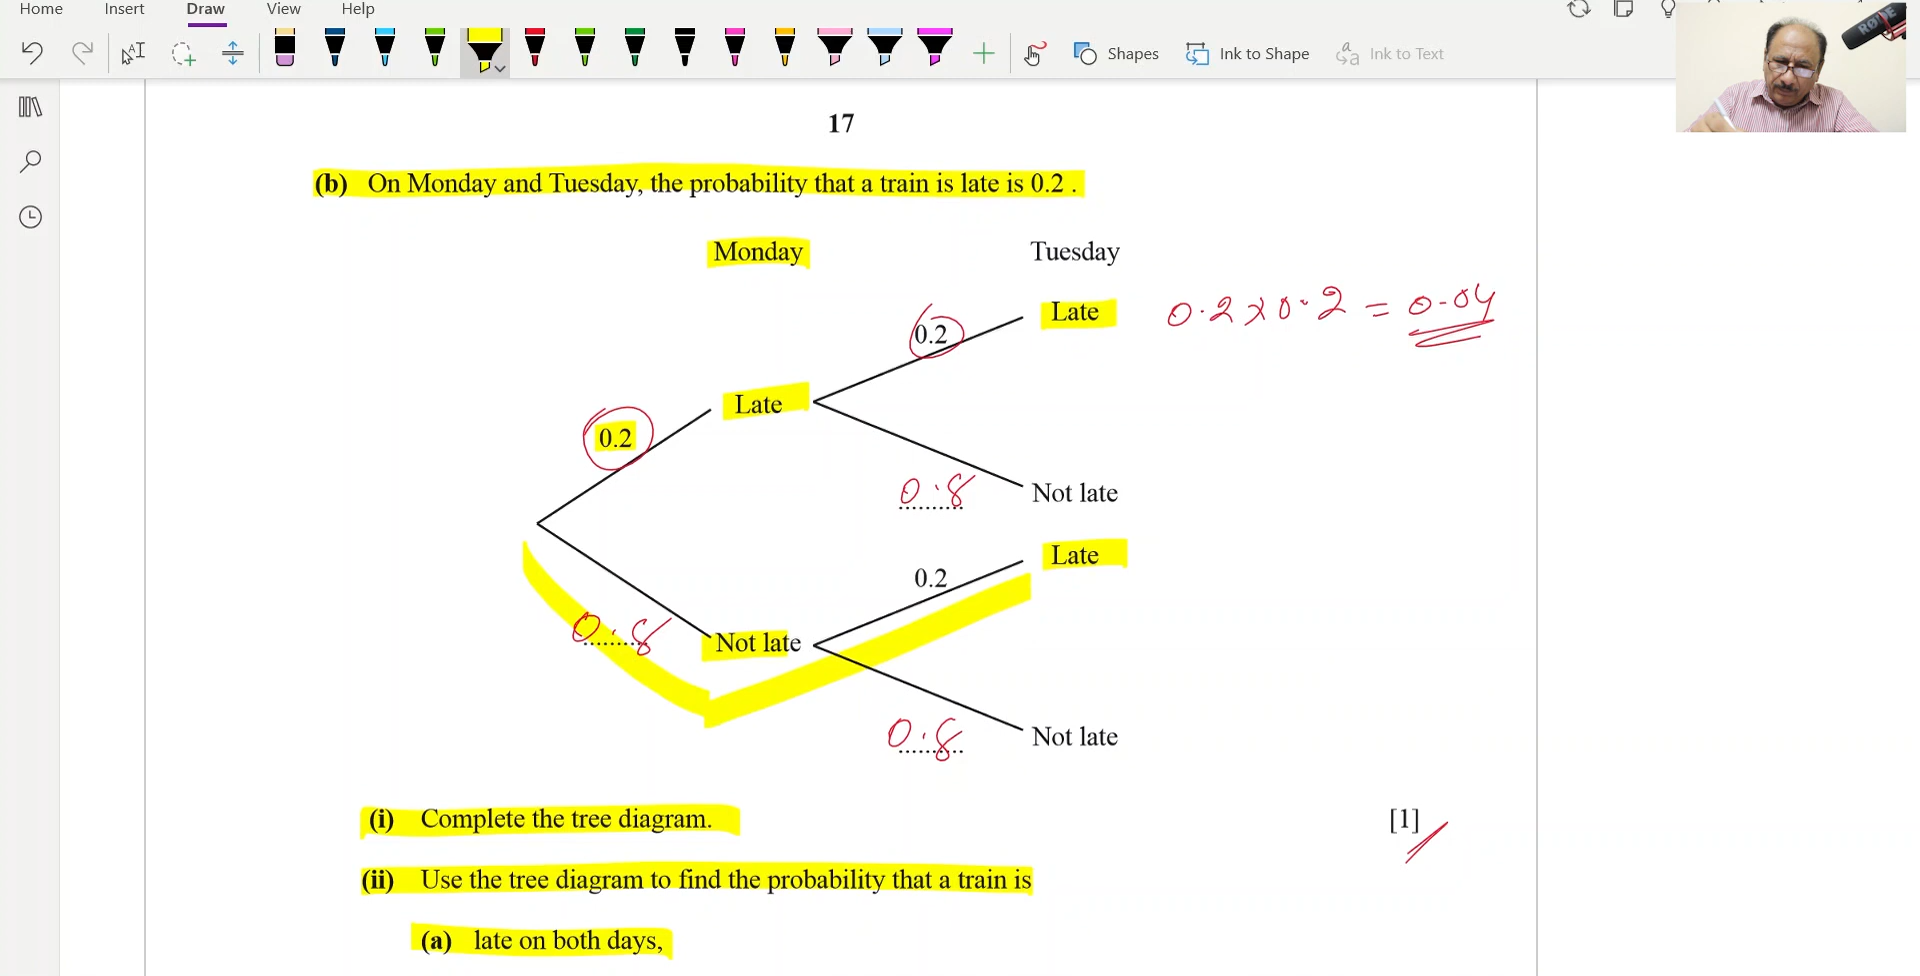 Home Insert Draw View Help
Shapes Ink to Shape Ink to Text
RØDE
17
(b) On Monday and Tuesday, the probability that a train is late is 0.2 .
Monday Tuesday
Late 0.2 x 0.2 = 0.04
0.2
Late
0.2
0.8 Not late
Late
0.2
0.8 Not late
0.8 Not late
(i) Complete the tree diagram. [1]
(ii) Use the tree diagram to find the probability that a train is
(a) late on both days,